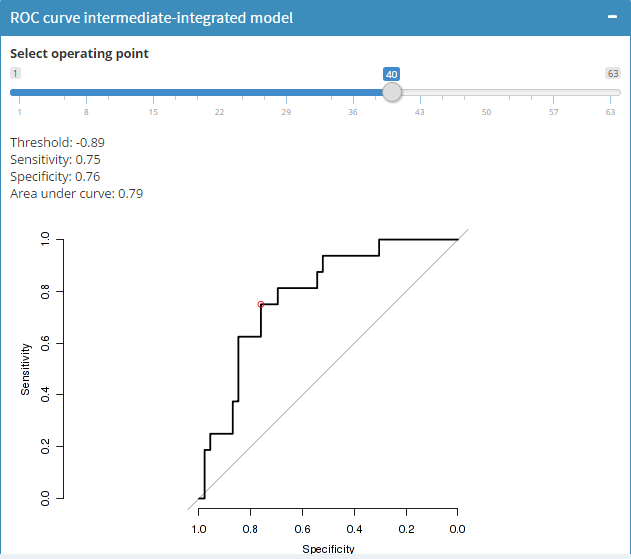 ROC curve intermediate-integrated model
Select operating point
1 40 63
1 8 15 22 29 36 43 50 57 63
Threshold: -0.89
Sensitivity: 0.75
Specificity: 0.76
Area under curve: 0.79
1.0
0.8
0.6
0.4
0.2
0.0
Sensitivity
1.0 0.8 0.6 0.4 0.2 0.0
Specificity